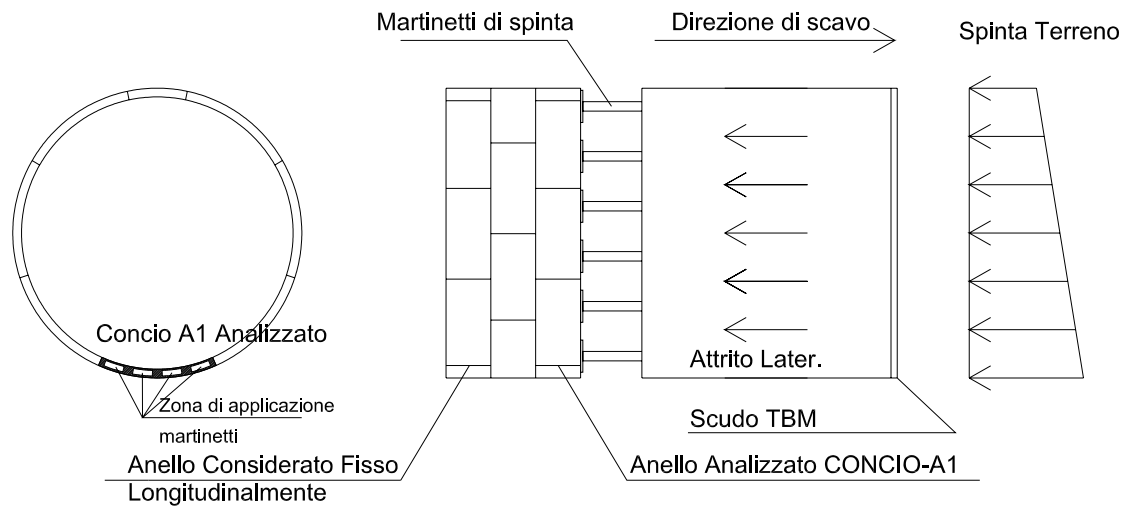 Martinetti di spinta
Direzione di scavo
Spinta Terreno
Concio A1 Analizzato
Zona di applicazione
martinetti
Attrito Later.
Scudo TBM
Anello Considerato Fisso
Longitudinalmente
Anello Analizzato CONCIO-A1